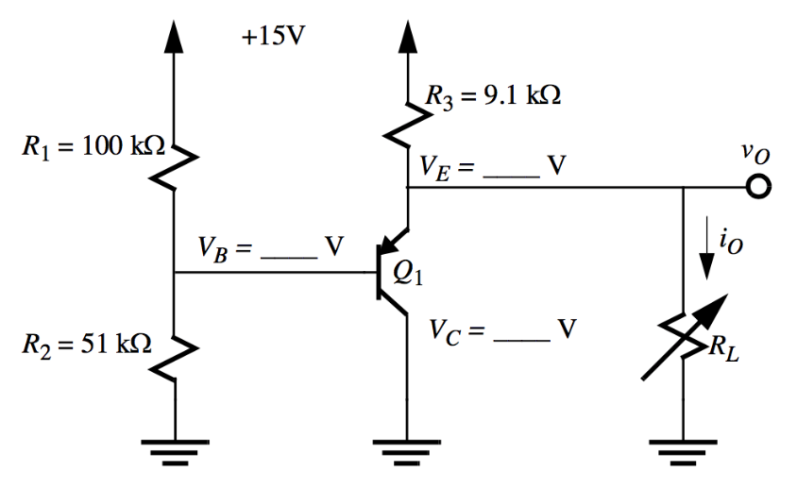 +15V
R3 = 9.1 kΩ
R1 = 100 kΩ
VE = ____ V
vO
VB = ____ V
iO
Q1
VC = ____ V
R2 = 51 kΩ
RL